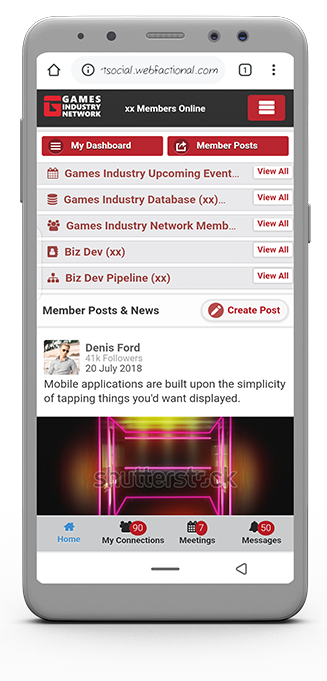 rtsocial.webfactional.com
1
GAMES
INDUSTRY
NETWORK
xx Members Online
My Dashboard
Member Posts
Games Industry Upcoming Event...
View All
Games Industry Database (xx)...
View All
Games Industry Network Memb...
View All
Biz Dev (xx)
View All
Biz Dev Pipeline (xx)
View All
Member Posts & News
Create Post
Denis Ford
41k Followers
20 July 2018
Mobile applications are built upon the simplicity
of tapping things you'd want displayed.
shutterstock
90
7
50
Home
My Connections
Meetings
Messages